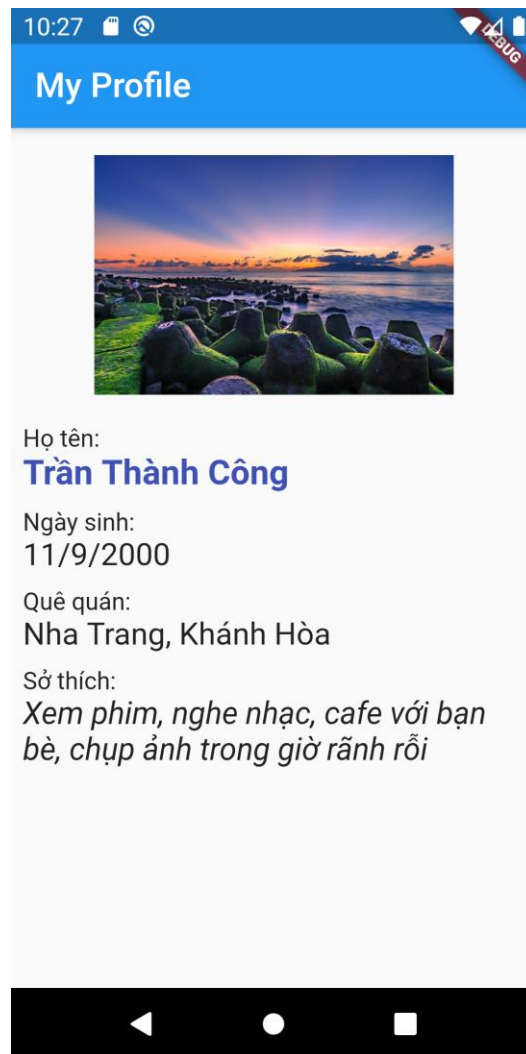 10:27
DEBUG
My Profile
Họ tên:
Trần Thành Công
Ngày sinh:
11/9/2000
Quê quán:
Nha Trang, Khánh Hòa
Sở thích:
Xem phim, nghe nhạc, cafe với bạn
bè, chụp ảnh trong giờ rãnh rỗi